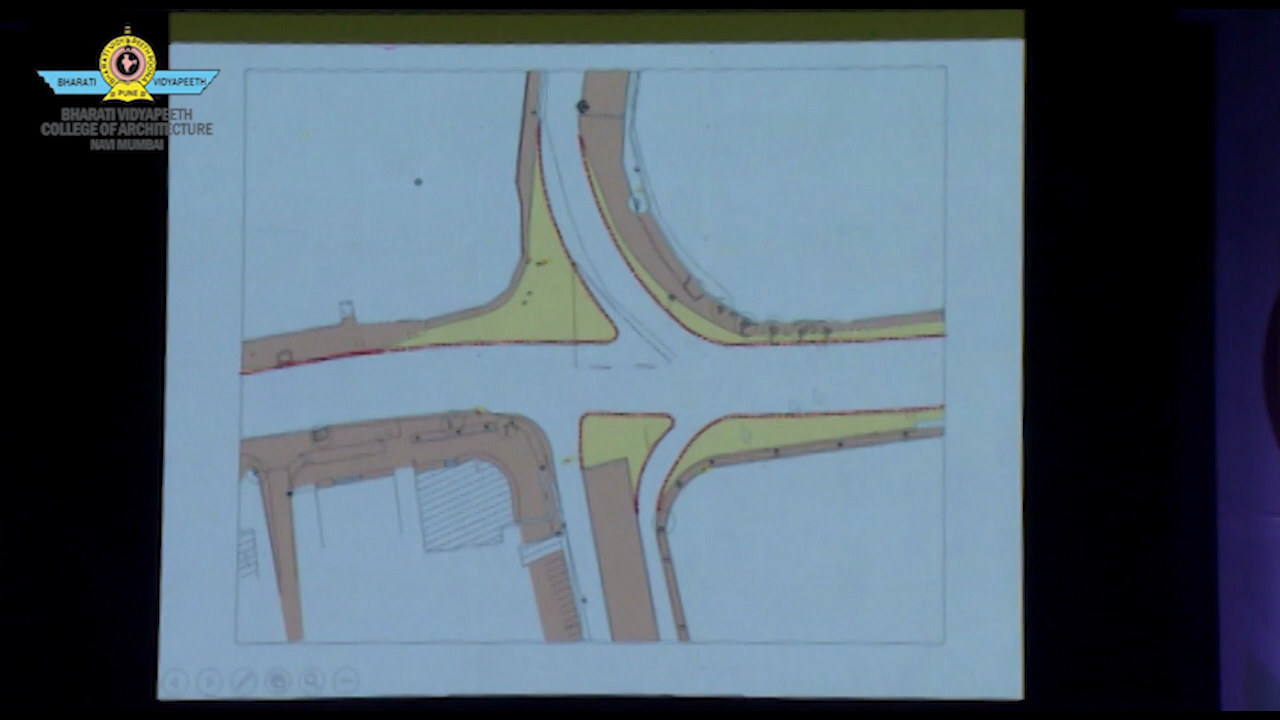 BHARATI VIDYAPEETH
PUNE
BHARATI VIDYAPEETH
COLLEGE OF ARCHITECTURE
NAVI MUMBAI